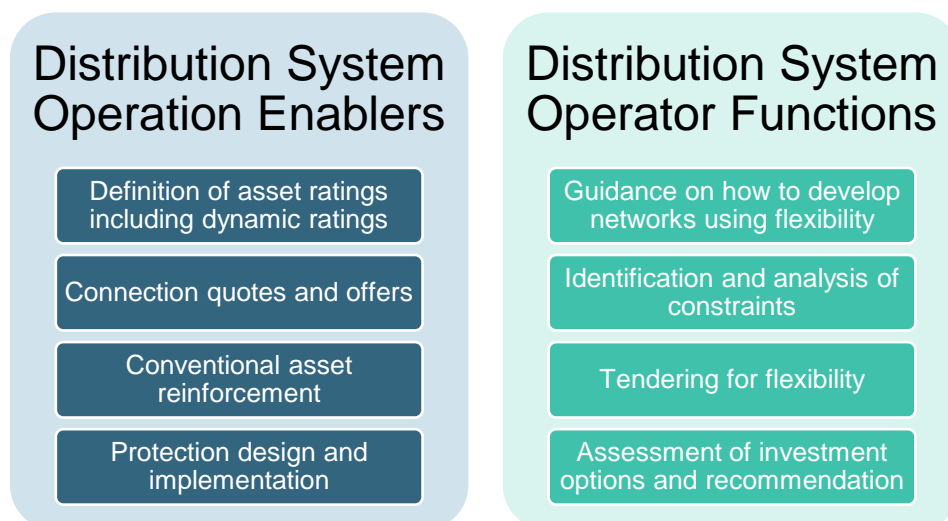 Distribution System
Operation Enablers
Definition of asset ratings
including dynamic ratings
Connection quotes and offers
Conventional asset
reinforcement
Protection design and
implementation
Distribution System
Operator Functions
Guidance on how to develop
networks using flexibility
Identification and analysis of
constraints
Tendering for flexibility
Assessment of investment
options and recommendation